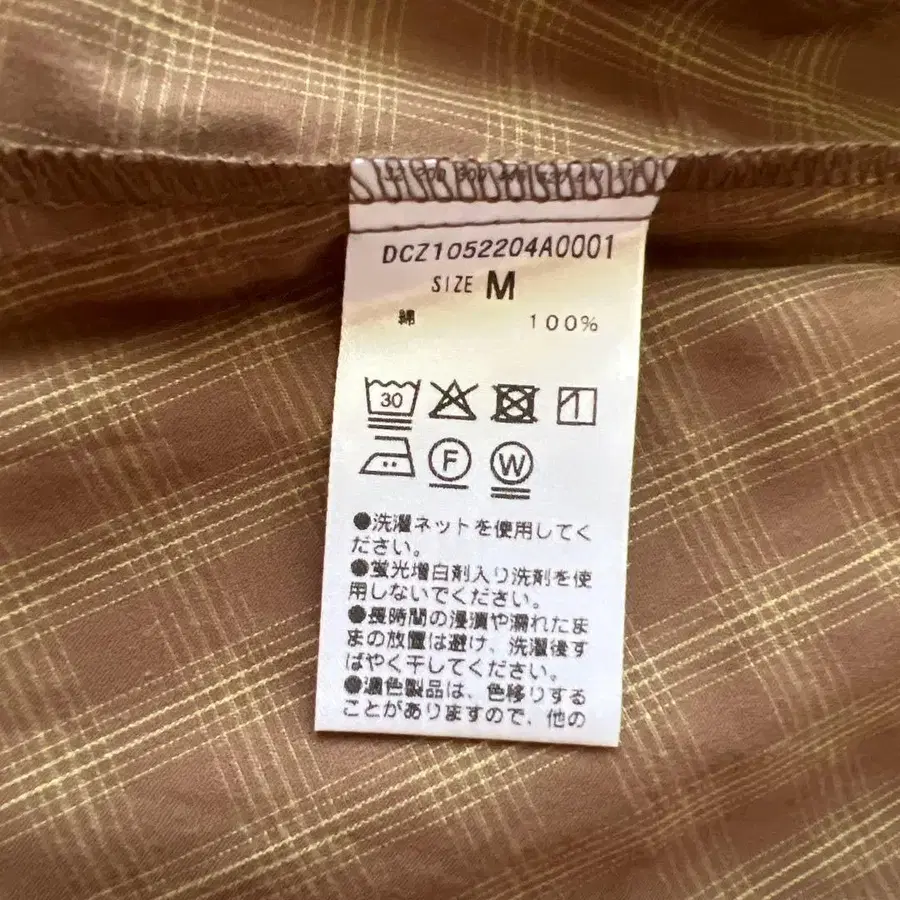 DCZ1052204A0001
SIZE M
綿 100%
30
F W
●洗濯ネットを使用してく
ださい。
●蛍光増白剤入り洗剤を使
用しないでください。
●長時間の浸漬や濡れたま
まの放置は避け、洗濯後す
ばやく干してください。
●濃色製品は、色移りする
ことがありますので、他の